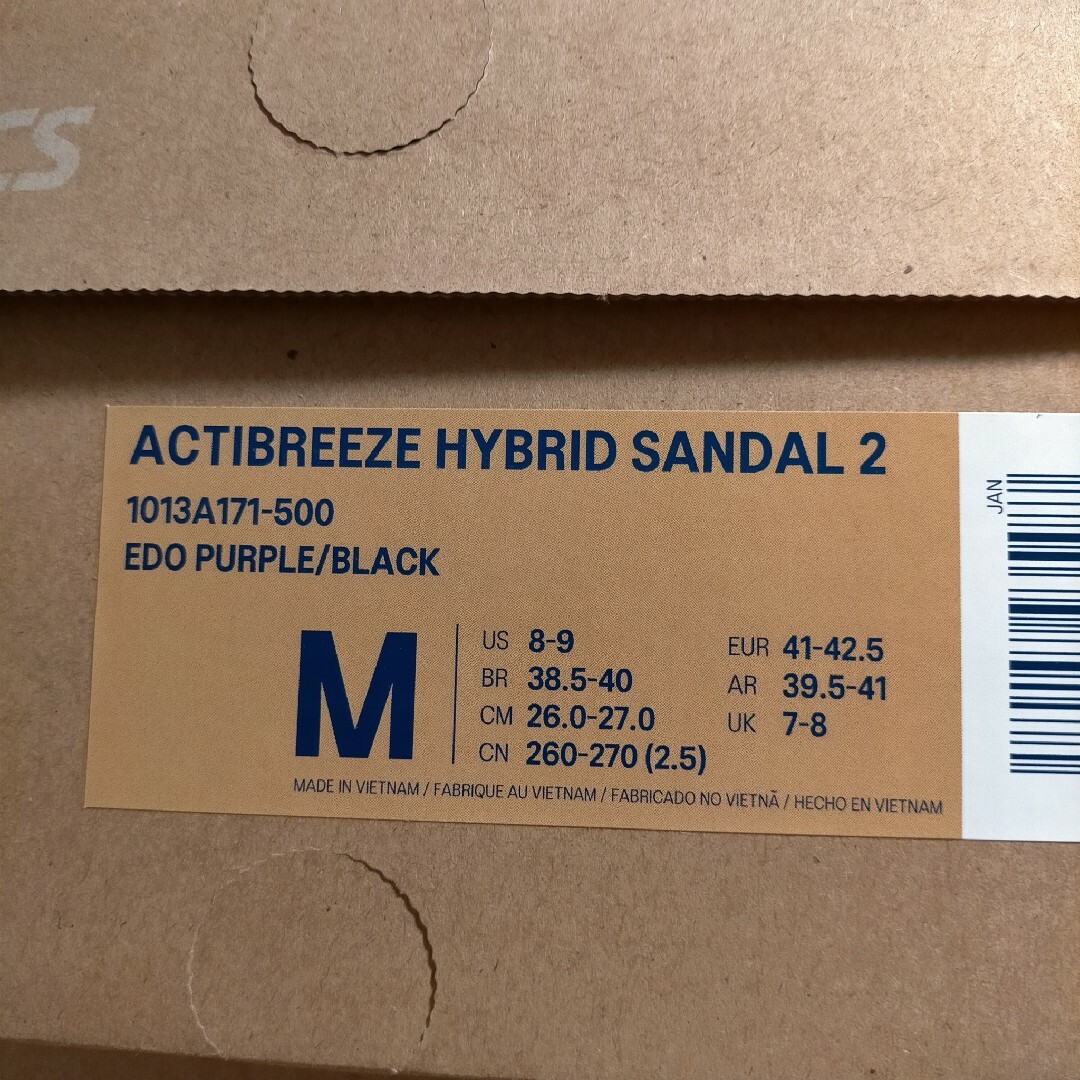 CS
ACTIBREEZE HYBRID SANDAL 2
1013A171-500
EDO PURPLE/BLACK
M
US 8-9
BR 38.5-40
CM 26.0-27.0
CN 260-270 (2.5)
EUR 41-42.5
AR 39.5-41
UK 7-8
MADE IN VIETNAM / FABRIQUE AU VIETNAM / FABRICADO NO VIETNÃ / HECHO EN VIETNAM
JAN